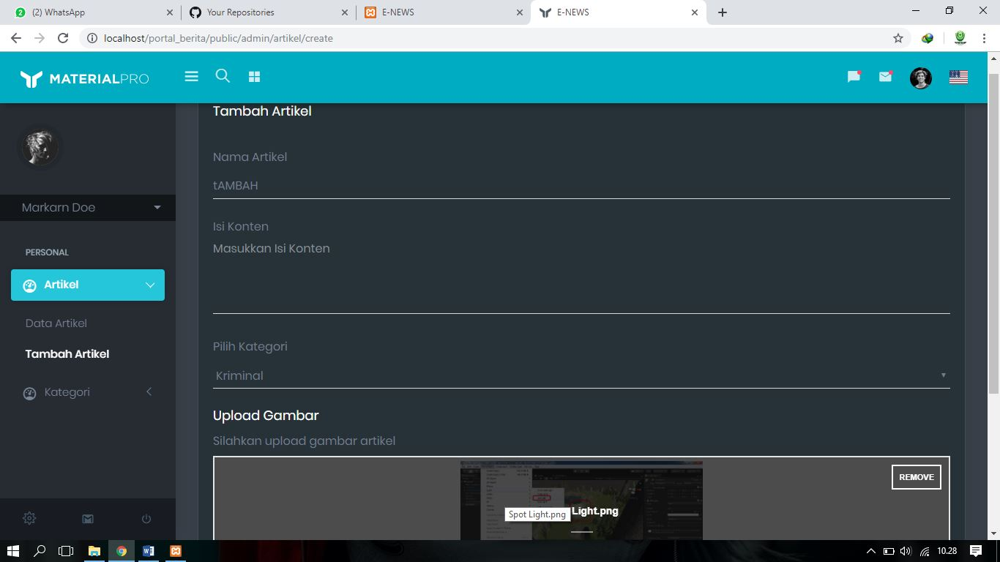 (2) WhatsApp
Your Repositories
E-NEWS
E-NEWS
localhost/portal_berita/public/admin/artikel/create
MATERIALPRO
Tambah Artikel
Nama Artikel
tAMBAH
Markarn Doe
Isi Konten
Masukkan Isi Konten
PERSONAL
Artikel
Data Artikel
Tambah Artikel
Kategori
Pilih Kategori
Kriminal
Upload Gambar
Silahkan upload gambar artikel
REMOVE
Light.png
Spot Light.png
10.28